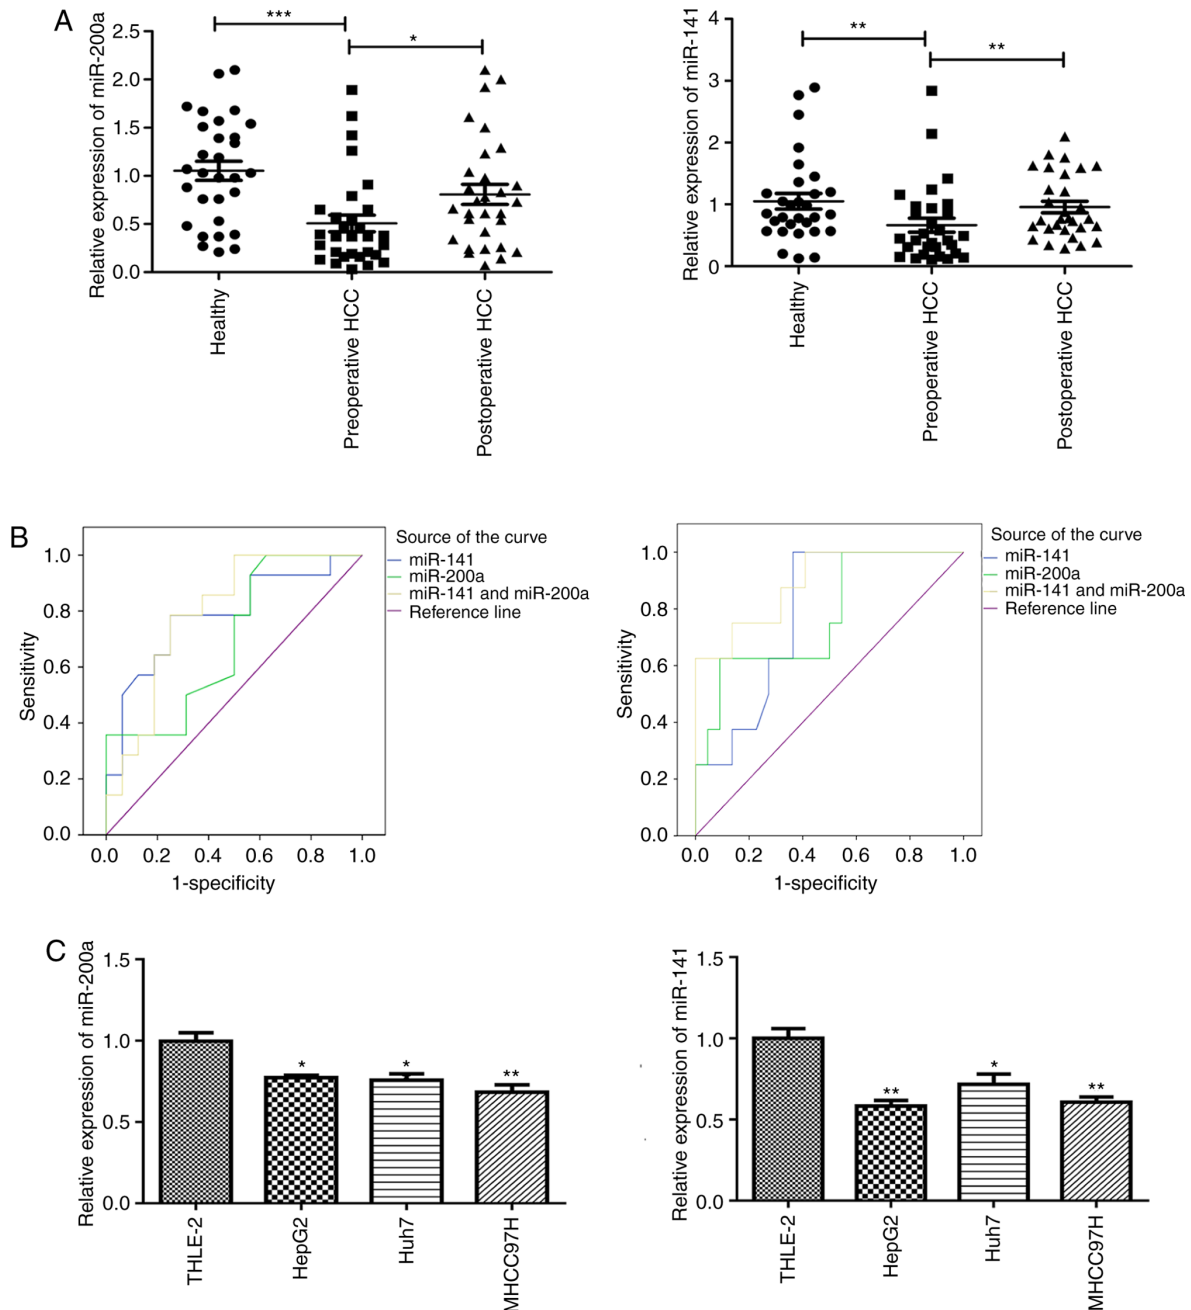 A
Relative expression of miR-200a
2.5
2.0
1.5
1.0
0.5
0.0
***
*
Healthy
Preoperative HCC
Postoperative HCC
Relative expression of miR-141
4
3
2
1
0
**
**
Healthy
Preoperative HCC
Postoperative HCC
B
Sensitivity
1.0
0.8
0.6
0.4
0.2
0.0
0.0 0.2 0.4 0.6 0.8 1.0
1-specificity
Source of the curve
miR-141
miR-200a
miR-141 and miR-200a
Reference line
Sensitivity
1.0
0.8
0.6
0.4
0.2
0.0
0.0 0.2 0.4 0.6 0.8 1.0
1-specificity
Source of the curve
miR-141
miR-200a
miR-141 and miR-200a
Reference line
C
Relative expression of miR-200a
1.5
1.0
0.5
0.0
* * **
THLE-2
HepG2
Huh7
MHCC97H
Relative expression of miR-141
1.5
1.0
0.5
0.0
** * **
THLE-2
HepG2
Huh7
MHCC97H